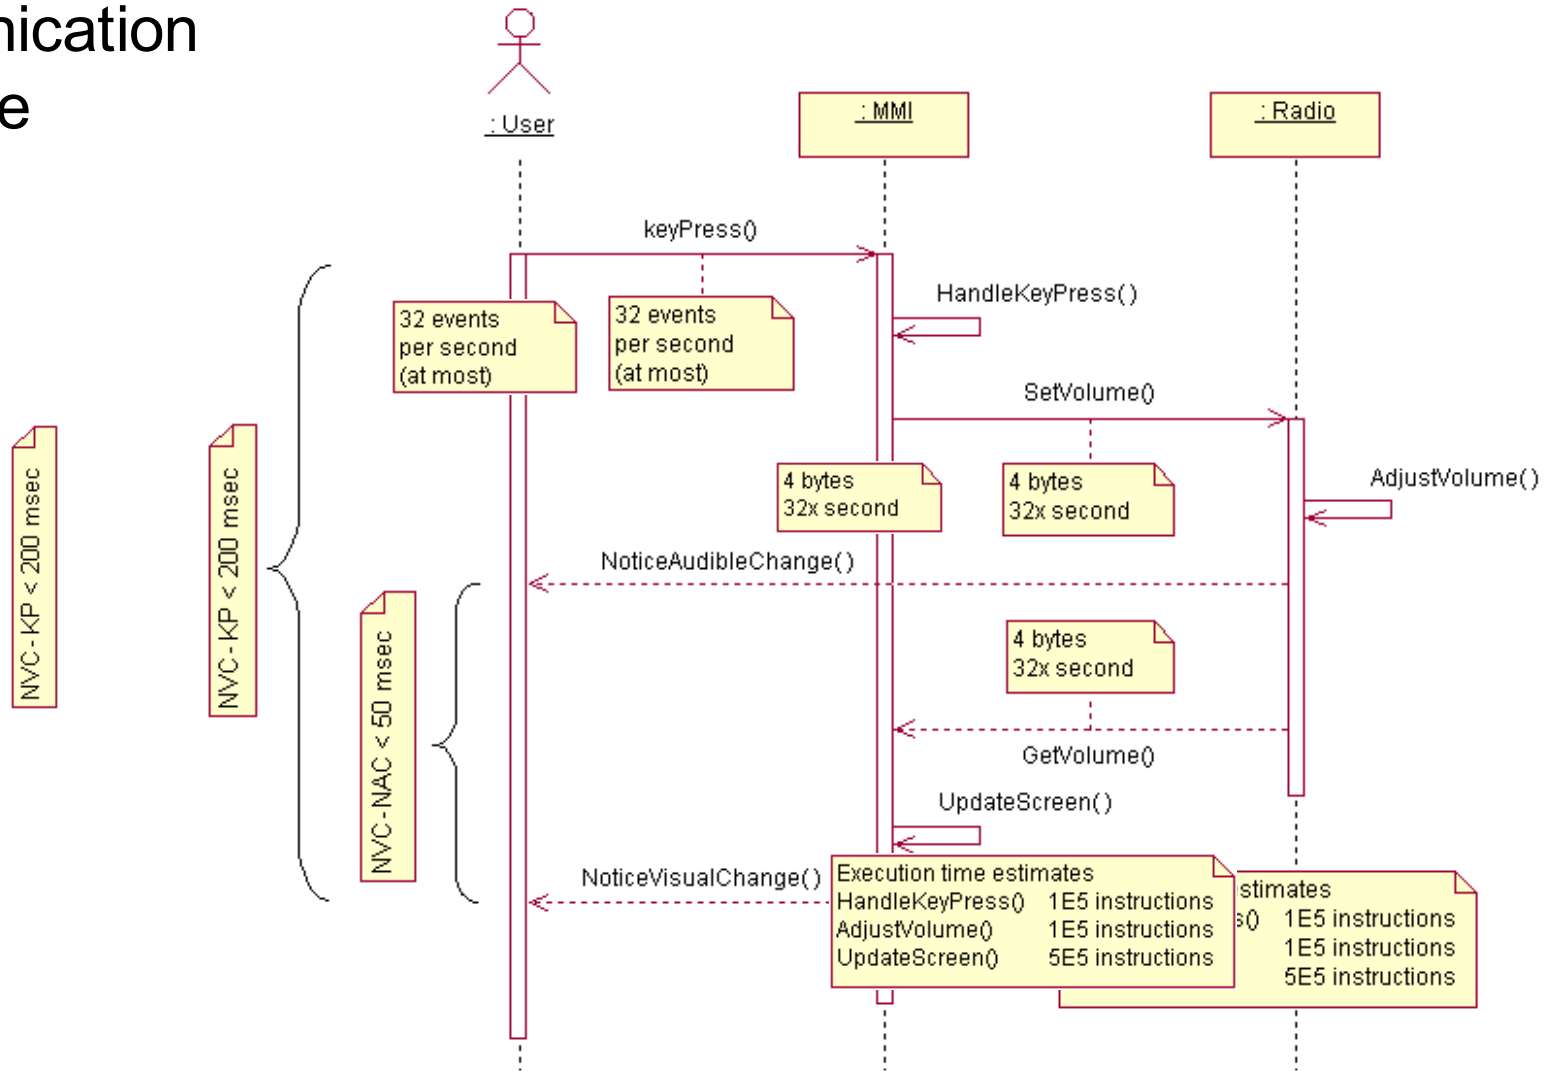 nication
e
: User
: MMI
: Radio
keyPress()
HandleKeyPress()
32 events
per second
(at most)
32 events
per second
(at most)
SetVolume()
4 bytes
32x second
4 bytes
32x second
AdjustVolume()
NVC-KP < 200 msec
NVC-KP < 200 msec
NoticeAudibleChange()
NVC-NAC < 50 msec
4 bytes
32x second
GetVolume()
UpdateScreen()
NoticeVisualChange()
Execution time estimates
HandleKeyPress() 1E5 instructions
AdjustVolume() 1E5 instructions
UpdateScreen() 5E5 instructions
stimates
s() 1E5 instructions
1E5 instructions
5E5 instructions